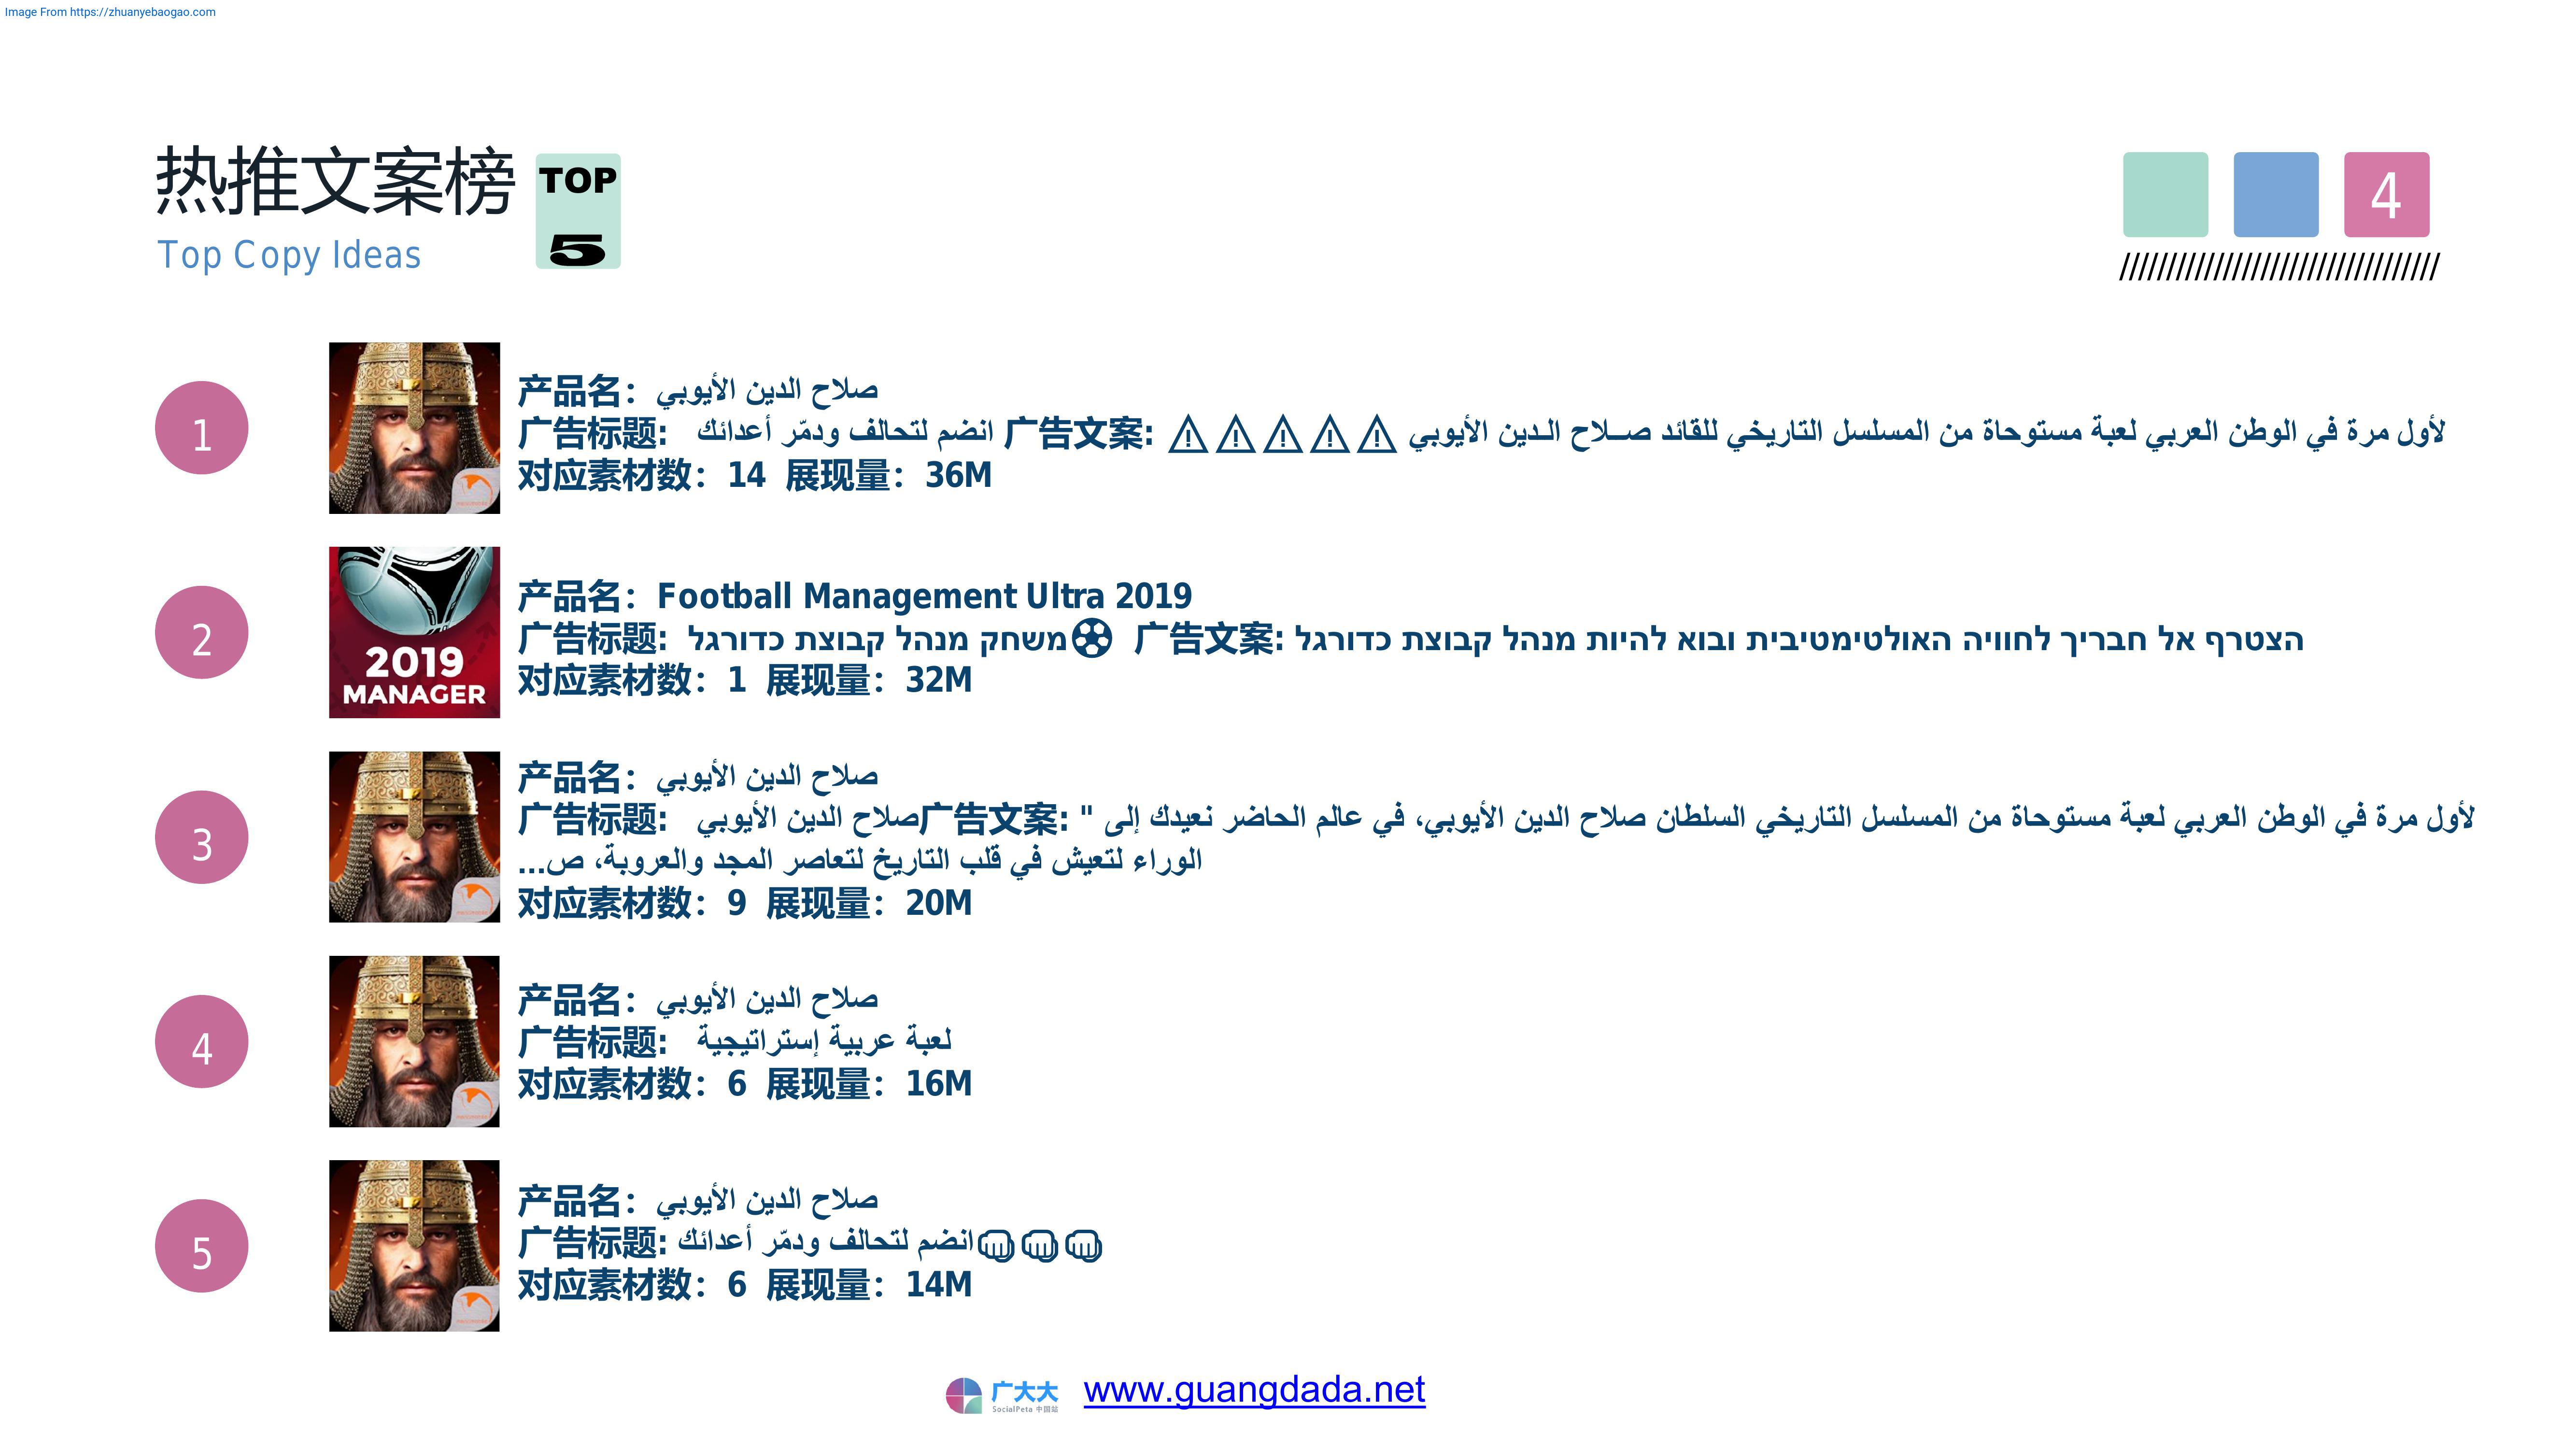 Image From https://zhuanyebaogao.com
热推文案榜
TOP
5
Top Copy Ideas
4
////////////////////////////////////
1
产品名：صلاح الدين الأيوبي
广告标题: انضم لتحالف ودمّر أعدائك 广告文案: ⚠⚠⚠⚠⚠ لأول مرة في الوطن العربي لعبة مستوحاة من المسلسل التاريخي للقائد صــلاح الـدين الأيوبي
对应素材数：14 展现量：36M
2019
MANAGER
2
产品名：Football Management Ultra 2019
广告标题: משחק מנהל קבוצת כדורגל⚽ 广告文案: הצטרף אל חבריך לחוויה האולטימטיבית ובוא להיות מנהל קבוצת כדורגל
对应素材数：1 展现量：32M
3
产品名：صلاح الدين الأيوبي
广告标题: صلاح الدين الأيوبي广告文案: " لأول مرة في الوطن العربي لعبة مستوحاة من المسلسل التاريخي السلطان صلاح الدين الأيوبي، في عالم الحاضر نعيدك إلى
الوراء لتعيش في قلب التاريخ لتعاصر المجد والعروبة، ص...
对应素材数：9 展现量：20M
4
产品名：صلاح الدين الأيوبي
广告标题: لعبة عربية إستراتيجية
对应素材数：6 展现量：16M
5
产品名：صلاح الدين الأيوبي
广告标题: انضم لتحالف ودمّر أعدائك👊👊👊
对应素材数：6 展现量：14M
广大大
SocialPeta 中国站
www.guangdada.net